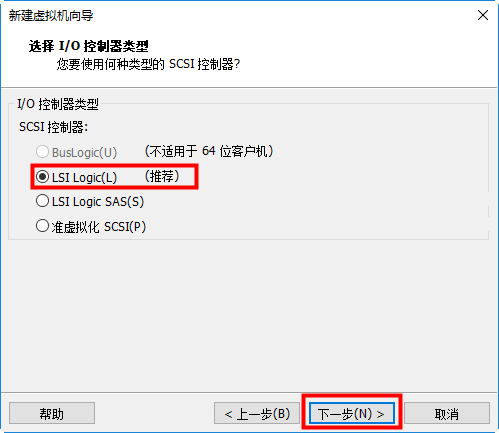 新建虚拟机向导
选择 I/O 控制器类型
您要使用何种类型的 SCSI 控制器?
I/O 控制器类型
SCSI 控制器:
BusLogic(U) (不适用于 64 位客户机)
LSI Logic(L) (推荐)
LSI Logic SAS(S)
准虚拟化 SCSI(P)
帮助 < 上一步(B) 下一步(N) > 取消